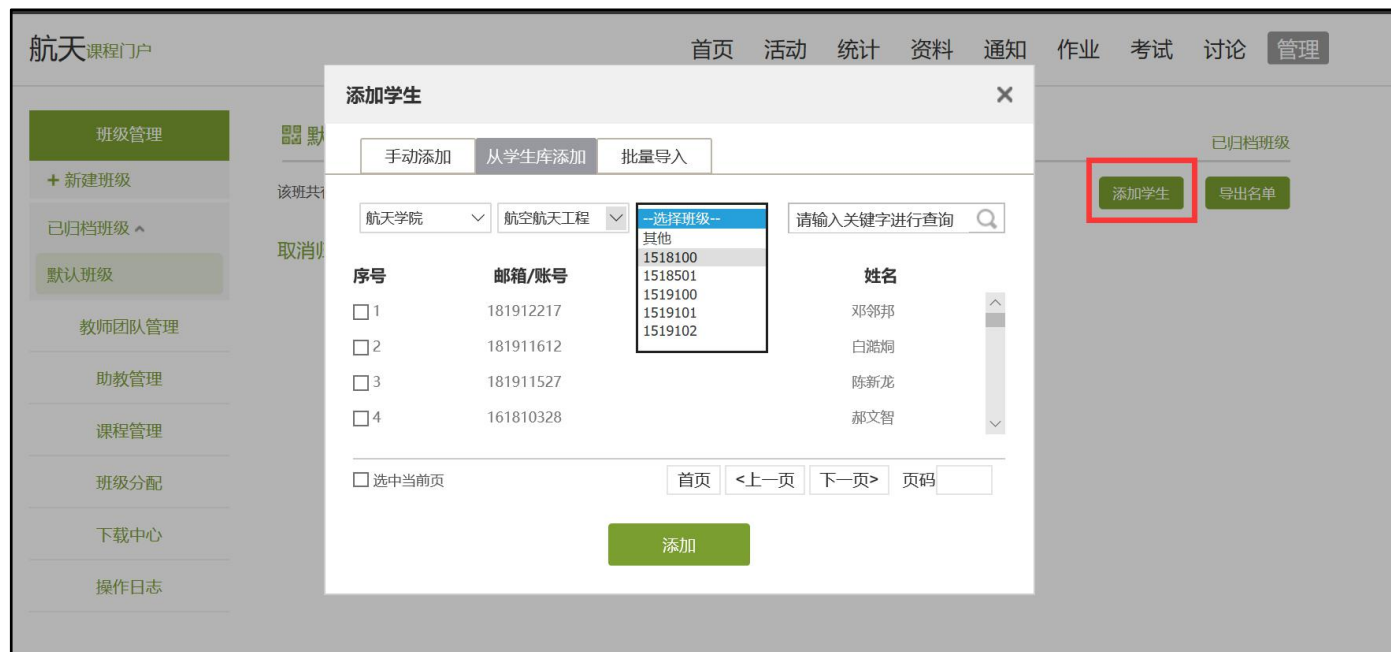 航天课程门户
首页 活动 统计 资料 通知 作业 考试 讨论 管理
添加学生
班级管理
已归档班级
手动添加 从学生库添加 批量导入
+ 新建班级
该班共
添加学生 导出名单
航天学院 航空航天工程 --选择班级-- 请输入关键字进行查询
其他
1518100
1518501
1519100
1519101
1519102
已归档班级
取消
默认班级
序号 邮箱/账号 姓名
1 181912217 邓邻邦
2 181911612 白澔烔
3 181911527 陈新龙
4 161810328 郝文智
教师团队管理
助教管理
课程管理
班级分配
下载中心
操作日志
选中当前页 首页 <上一页 下一页> 页码
添加